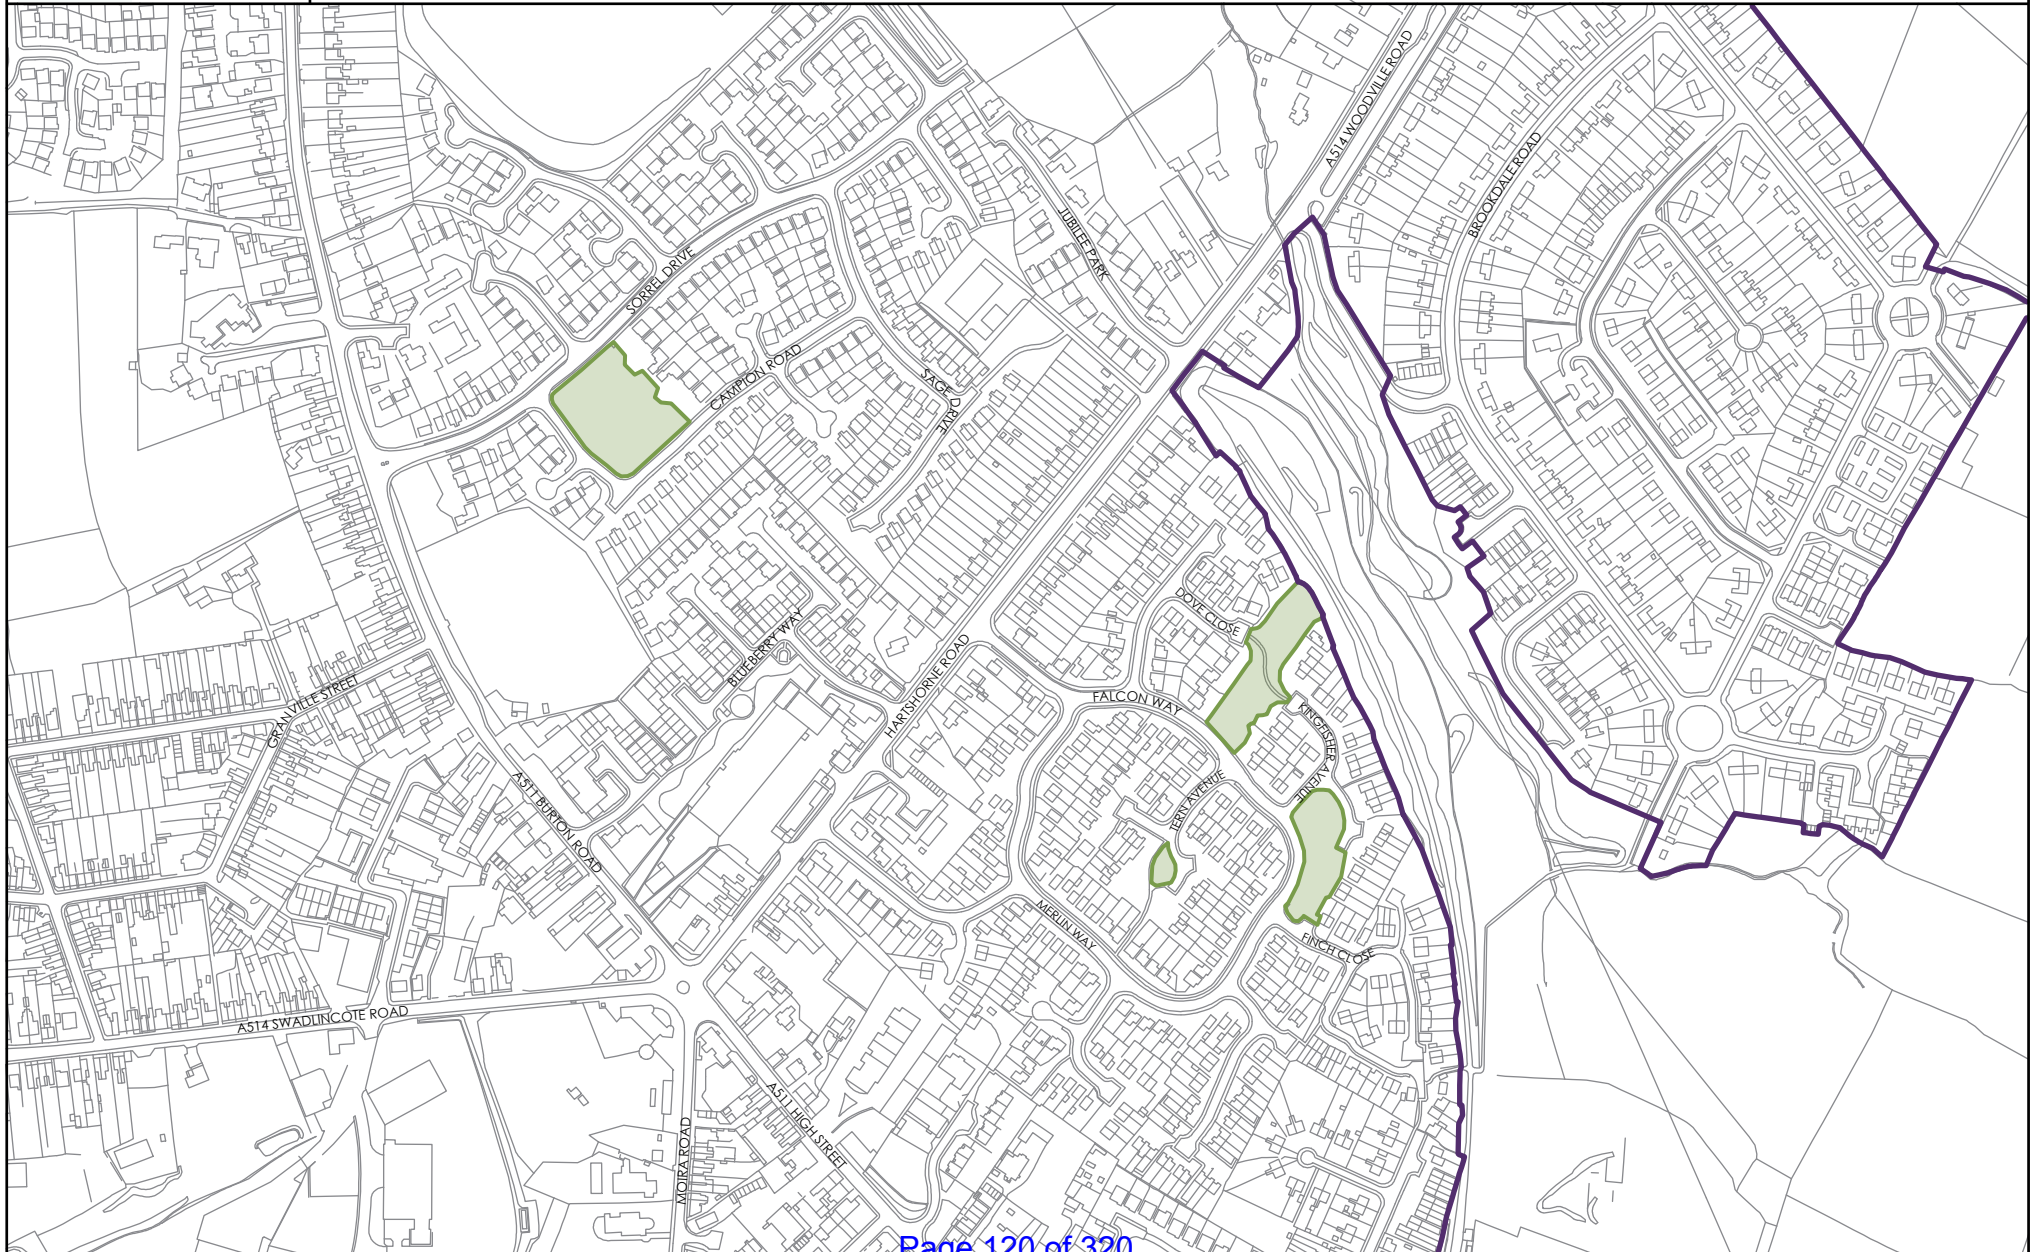 A514 WOODVILLE ROAD
BROOKDALE ROAD
JUBILEE PARK
SORREL DRIVE
CAMPION ROAD
SAGE DRIVE
DOVE CLOSE
BLUEBERRY WAY
HARTSHORNE ROAD
FALCON WAY
GRANVILLE STREET
KINGFISHER AVENUE
TERN AVENUE
A511 BURTON ROAD
MERLIN WAY
FINCH CLOSE
A514 SWADLINCOTE ROAD
A511 HIGH STREET
MOIRA ROAD
Page 120 of 320